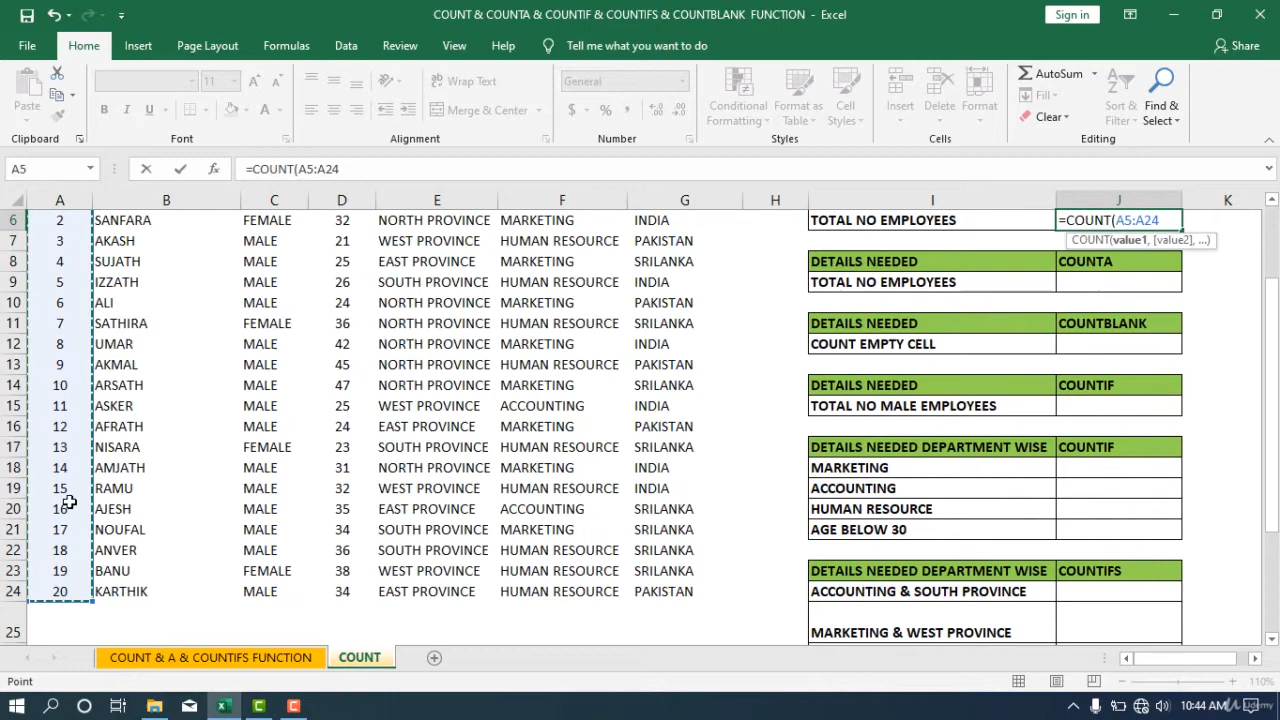 COUNT & COUNTA & COUNTIF & COUNTIFS & COUNTBLANK FUNCTION - Excel
Sign in
File Home Insert Page Layout Formulas Data Review View Help Tell me what you want to do Share
Paste
11
B I U
Wrap Text
Merge & Center
General
$ % ,
Conditional Formatting
Format as Table
Cell Styles
Insert
Delete
Format
AutoSum
Fill
Clear
Sort & Filter
Find & Select
Clipboard Font Alignment Number Styles Cells Editing
A5 fx =COUNT(A5:A24
A B C D E F G H I J K
6 2 SANFARA FEMALE 32 NORTH PROVINCE MARKETING INDIA TOTAL NO EMPLOYEES =COUNT(A5:A24
COUNT(value1, [value2], ...)
7 3 AKASH MALE 21 WEST PROVINCE HUMAN RESOURCE PAKISTAN
8 4 SUJATH MALE 25 EAST PROVINCE MARKETING SRILANKA DETAILS NEEDED COUNTA
9 5 IZZATH MALE 26 SOUTH PROVINCE HUMAN RESOURCE INDIA TOTAL NO EMPLOYEES
10 6 ALI MALE 24 NORTH PROVINCE MARKETING PAKISTAN
11 7 SATHIRA FEMALE 36 NORTH PROVINCE HUMAN RESOURCE SRILANKA DETAILS NEEDED COUNTBLANK
12 8 UMAR MALE 42 NORTH PROVINCE MARKETING INDIA COUNT EMPTY CELL
13 9 AKMAL MALE 45 NORTH PROVINCE HUMAN RESOURCE SRILANKA
14 10 ARSATH MALE 47 NORTH PROVINCE MARKETING SRILANKA DETAILS NEEDED COUNTIF
15 11 ASKER MALE 25 WEST PROVINCE ACCOUNTING INDIA TOTAL NO MALE EMPLOYEES
16 12 AFRATH MALE 24 EAST PROVINCE MARKETING PAKISTAN
17 13 NISARA FEMALE 23 SOUTH PROVINCE HUMAN RESOURCE SRILANKA DETAILS NEEDED DEPARTMENT WISE COUNTIF
18 14 AMJATH MALE 31 NORTH PROVINCE MARKETING INDIA MARKETING
19 15 RAMU MALE 32 WEST PROVINCE HUMAN RESOURCE INDIA ACCOUNTING
20 16 AJESH MALE 35 EAST PROVINCE ACCOUNTING SRILANKA HUMAN RESOURCE
21 17 NOUFAL MALE 34 SOUTH PROVINCE MARKETING SRILANKA AGE BELOW 30
22 18 ANVER MALE 36 SOUTH PROVINCE HUMAN RESOURCE SRILANKA
23 19 BANU FEMALE 38 WEST PROVINCE HUMAN RESOURCE SRILANKA DETAILS NEEDED DEPARTMENT WISE COUNTIFS
24 20 KARTHIK MALE 34 EAST PROVINCE HUMAN RESOURCE PAKISTAN ACCOUNTING & SOUTH PROVINCE
25 MARKETING & WEST PROVINCE
COUNT & A & COUNTIFS FUNCTION COUNT
Point 110%
10:44 AM
Udemy